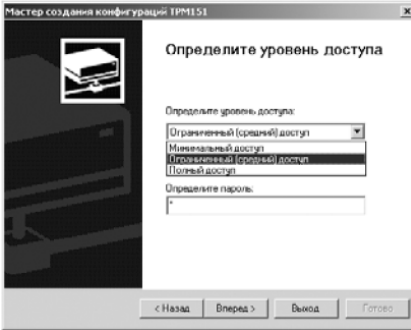 Мастер создания конфигураций ТРМ151
Определите уровень доступа
Определите уровень доступа:
Ограниченный (средний) доступ
Минимальный доступ
Ограниченный (средний) доступ
Полный доступ
Определите пароль:
*
< Назад Вперед > Выход Готово